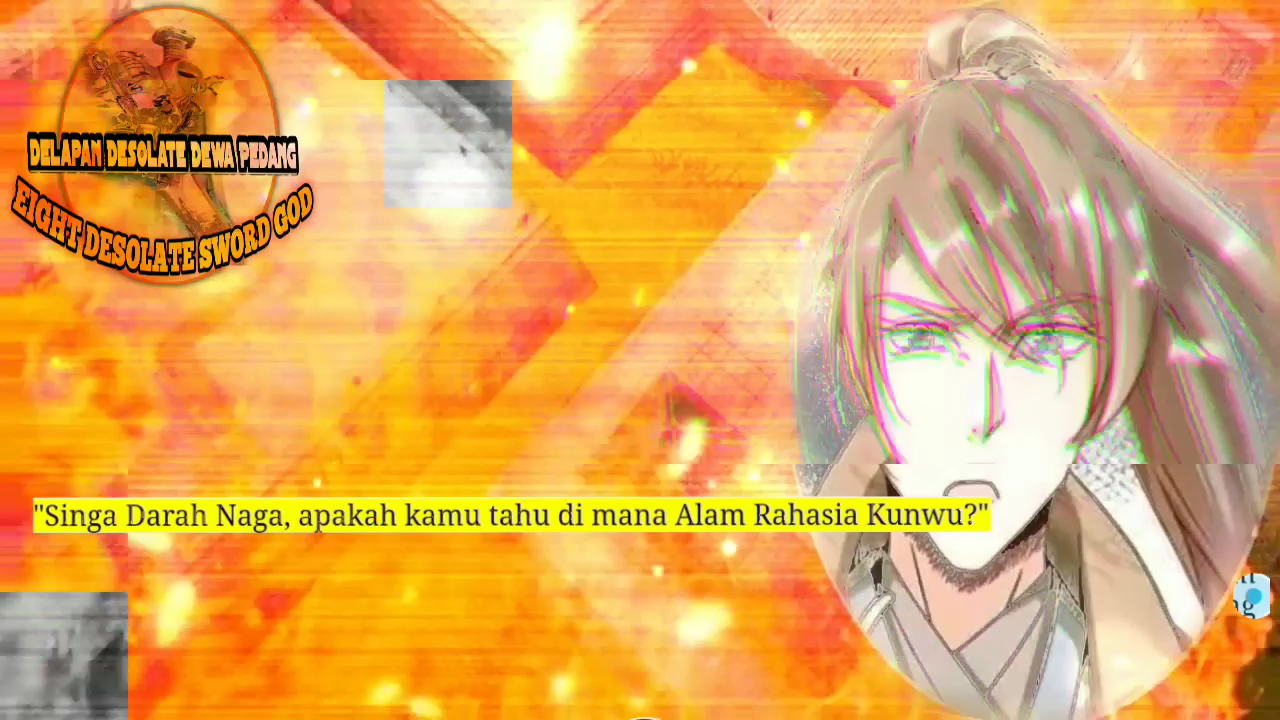 DELAPAN DESOLATE DEWA PEDANG
EIGHT DESOLATE SWORD GOD
"Singa Darah Naga, apakah kamu tahu di mana Alam Rahasia Kunwu?"